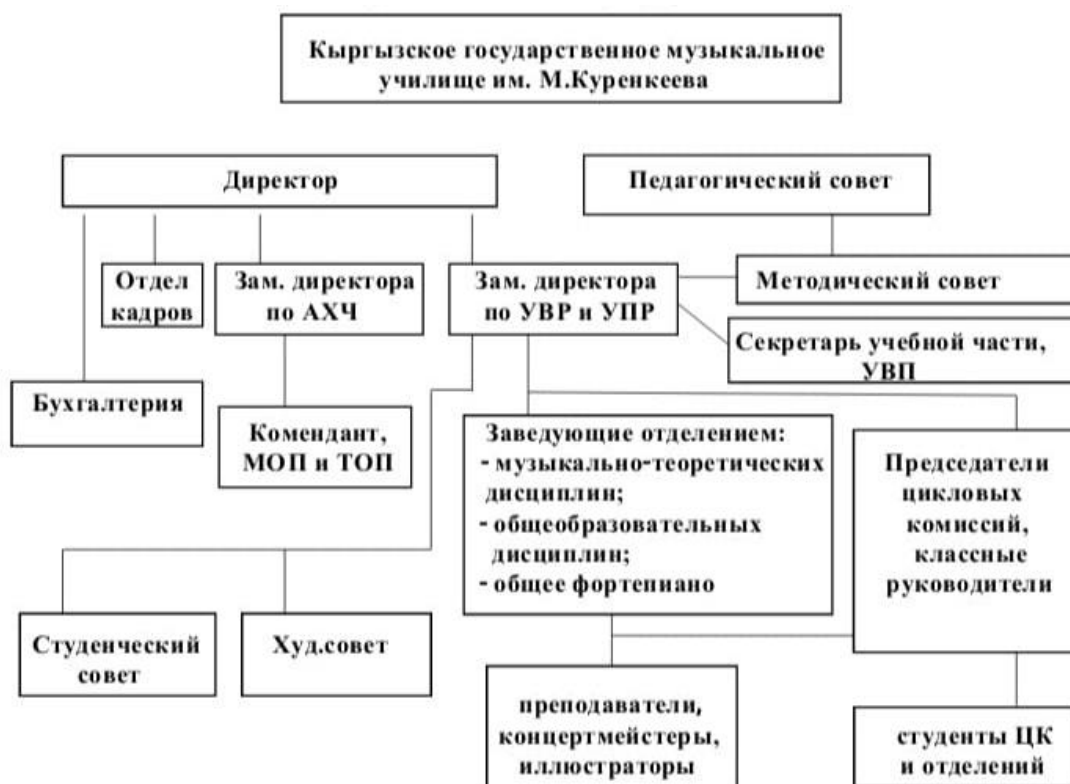 Кыргызское государственное музыкальное
училище им. М.Куренкеева
Директор
Педагогический совет
Отдел
кадров
Зам. директора
по АХЧ
Зам. директора
по УВР и УПР
Методический совет
Секретарь учебной части,
УВП
Бухгалтерия
Комендант,
МОП и ТОП
Заведующие отделением:
- музыкально-теоретических
дисциплин;
- общеобразовательных
дисциплин;
- общее фортепиано
Председатели
цикловых
комиссий,
классные
руководители
Студенческий
совет
Худ.совет
преподаватели,
концертмейстеры,
иллюстраторы
студенты ЦК
и отделений